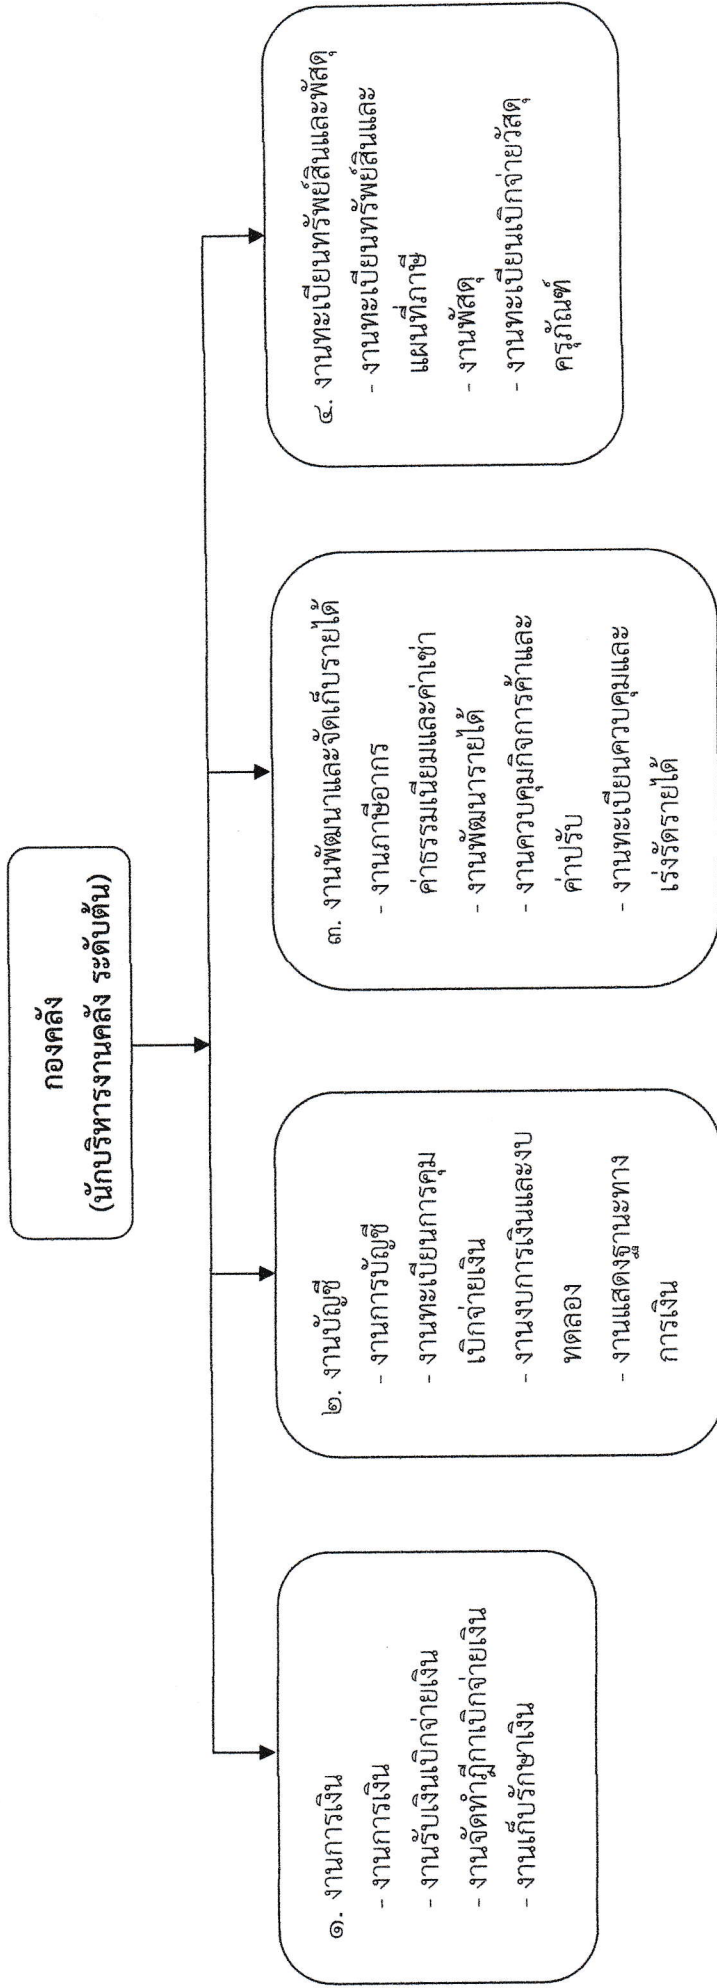 กองคลัง
(นักบริหารงานคลัง ระดับต้น)
๑. งานการเงิน
- งานการเงิน
- งานรับเงินเบิกจ่ายเงิน
- งานจัดทำฎีกาเบิกจ่ายเงิน
- งานเก็บรักษาเงิน
๒. งานบัญชี
- งานการบัญชี
- งานทะเบียนการคุม
เบิกจ่ายเงิน
- งานงบการเงินและงบ
ทดลอง
- งานแสดงฐานะทาง
การเงิน
๓. งานพัฒนาและจัดเก็บรายได้
- งานภาษีอากร
ค่าธรรมเนียมและค่าเช่า
- งานพัฒนารายได้
- งานควบคุมกิจการค้าและ
ค่าปรับ
- งานทะเบียนควบคุมและ
เร่งรัดรายได้
๔. งานทะเบียนทรัพย์สินและพัสดุ
- งานทะเบียนทรัพย์สินและ
แผนที่ภาษี
- งานพัสดุ
- งานทะเบียนเบิกจ่ายวัสดุ
ครุภัณฑ์